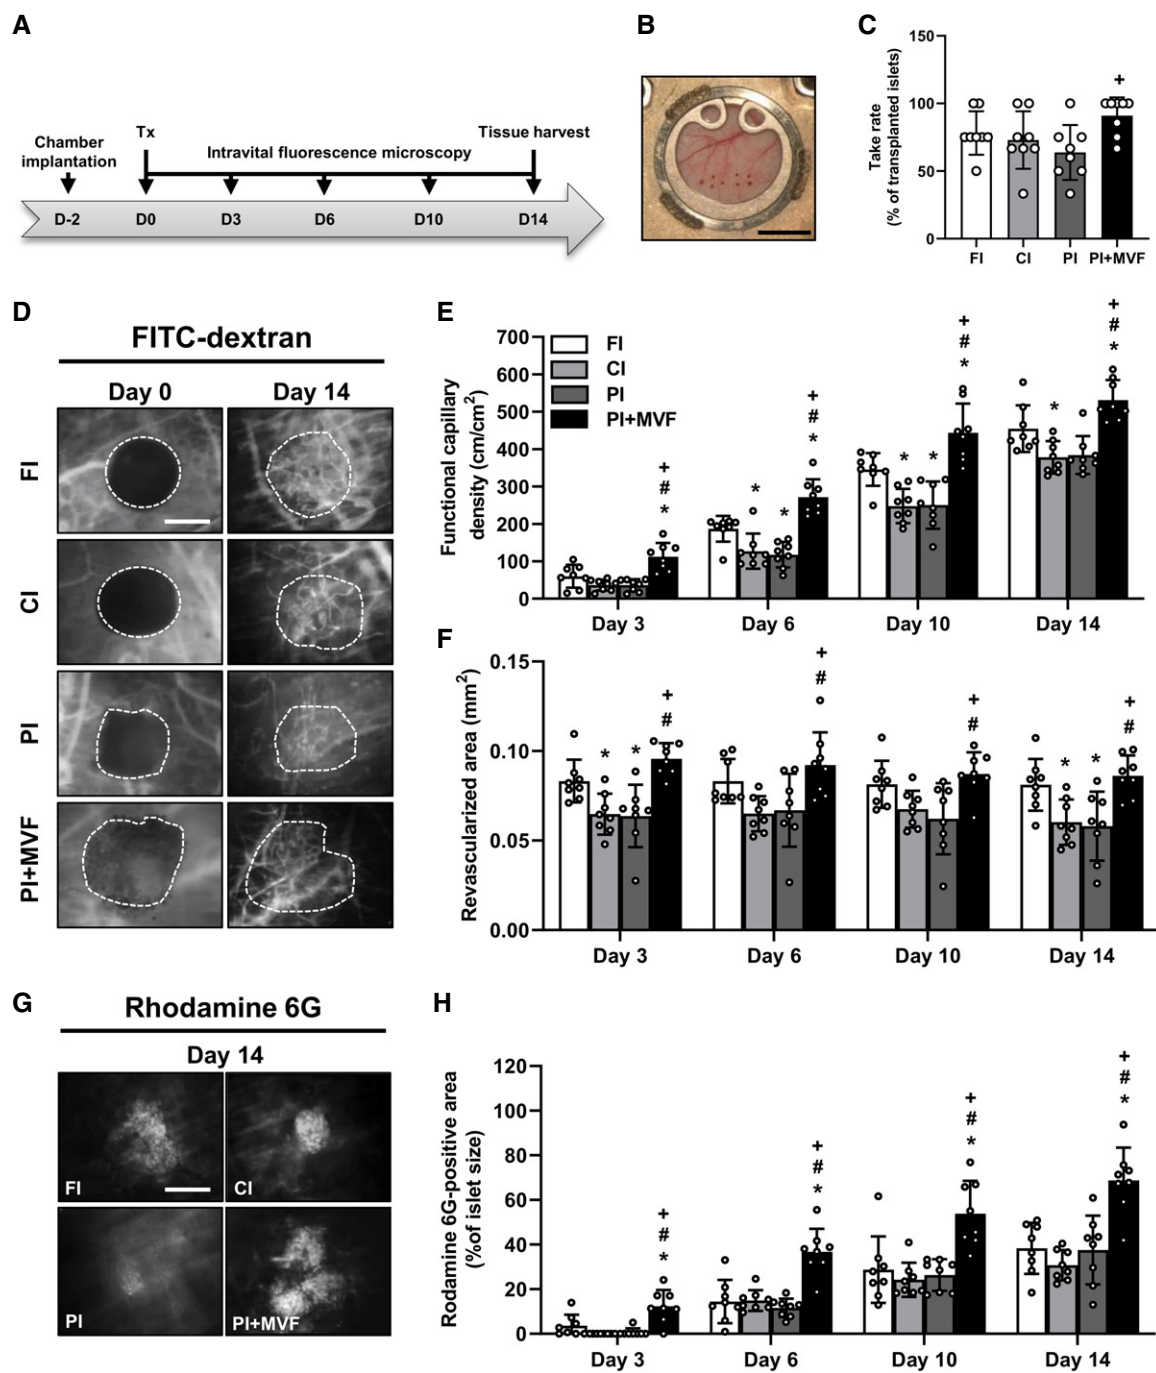 A
Chamber
implantation
Tx
Intravital fluorescence microscopy
Tissue harvest
D-2
D0
D3
D6
D10
D14
B
C
Take rate
(% of transplanted islets)
150
100
50
0
+
FI
CI
PI
PI+MVF
D
FITC-dextran
Day 0
Day 14
FI
CI
PI
PI+MVF
E
Functional capillary
density (cm/cm²)
700
600
500
400
300
200
100
0
FI
CI
PI
PI+MVF
+
#
*
*
*
+
#
*
*
*
+
#
*
*
+
#
*
Day 3
Day 6
Day 10
Day 14
F
Revascularized area (mm²)
0.15
0.10
0.05
0.00
*
*
+
#
+
#
+
#
*
*
+
#
Day 3
Day 6
Day 10
Day 14
G
Rhodamine 6G
Day 14
FI
CI
PI
PI+MVF
H
Rodamine 6G-positive area
(%of islet size)
120
100
80
60
40
20
0
+
#
*
+
#
*
+
#
*
+
#
*
Day 3
Day 6
Day 10
Day 14